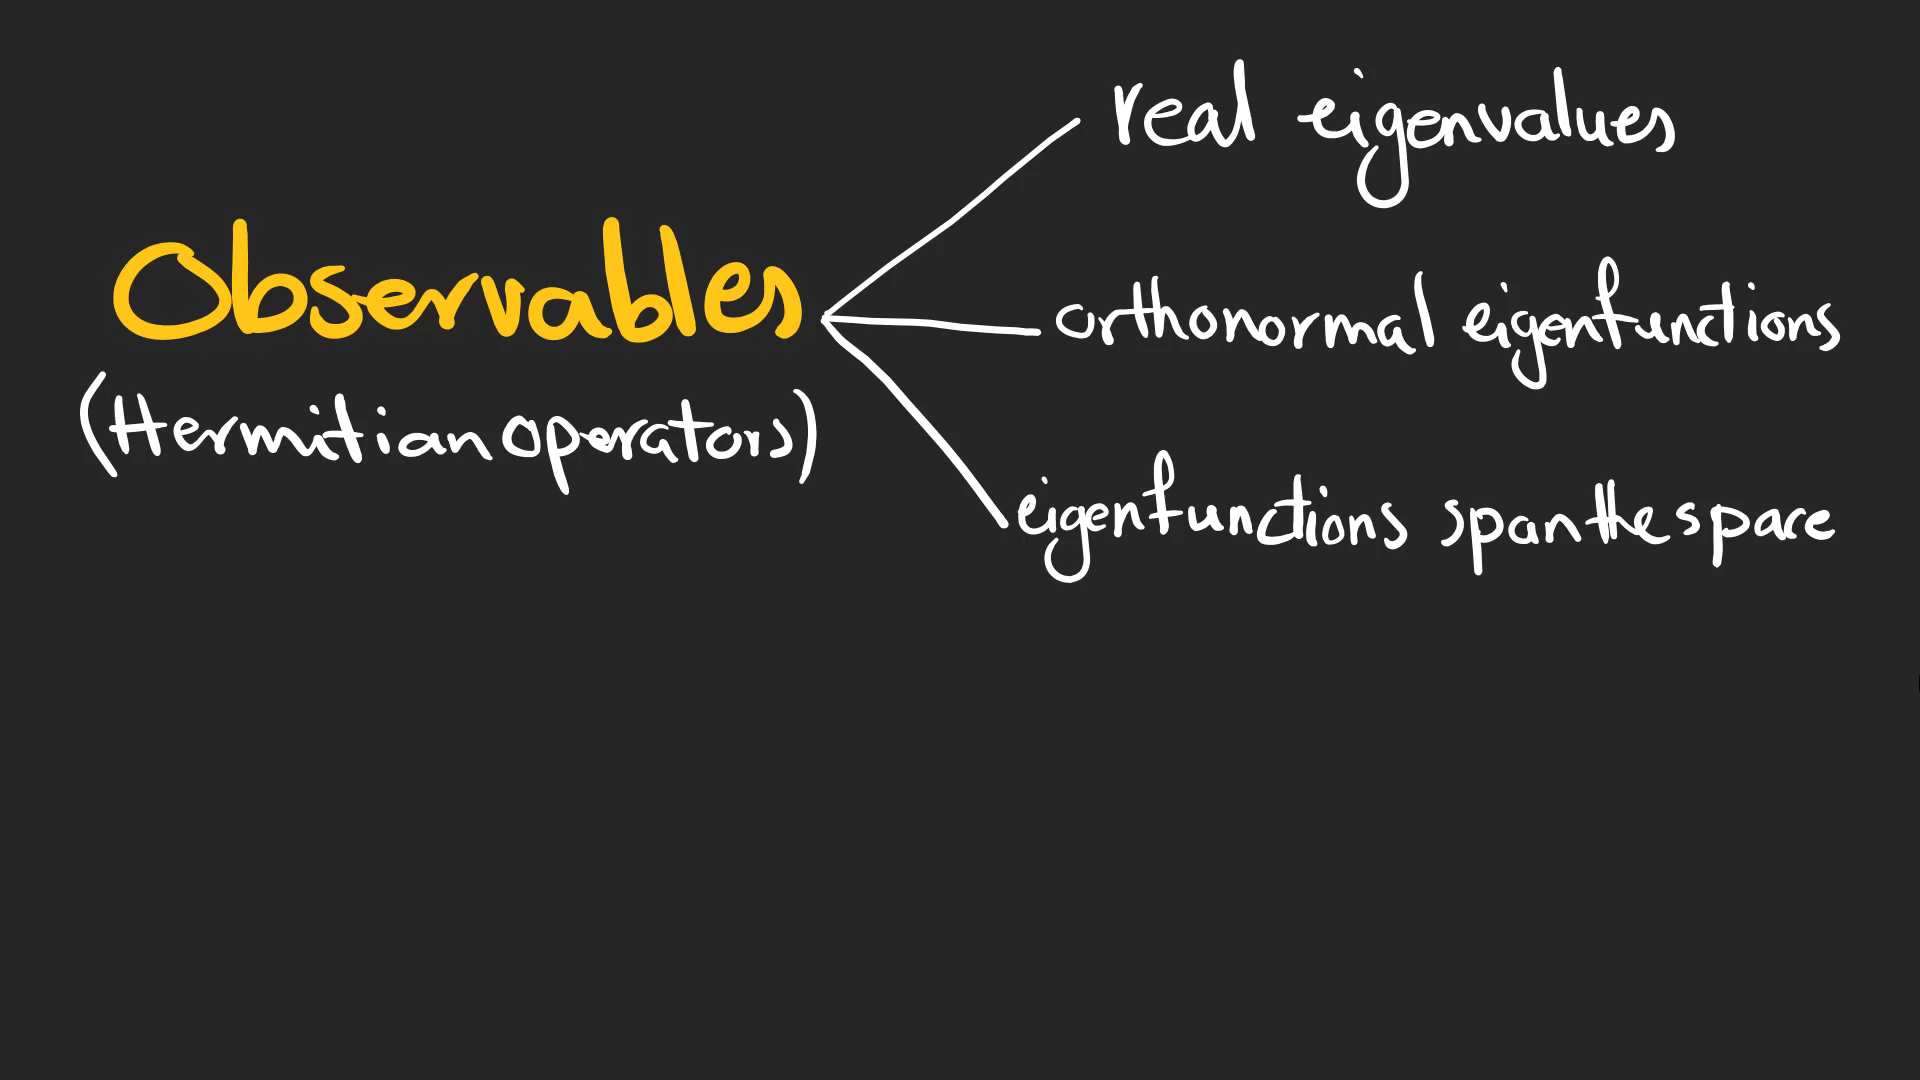 real eigenvalues
Observables
orthonormal eigenfunctions
(Hermitian operators)
eigenfunctions span the space